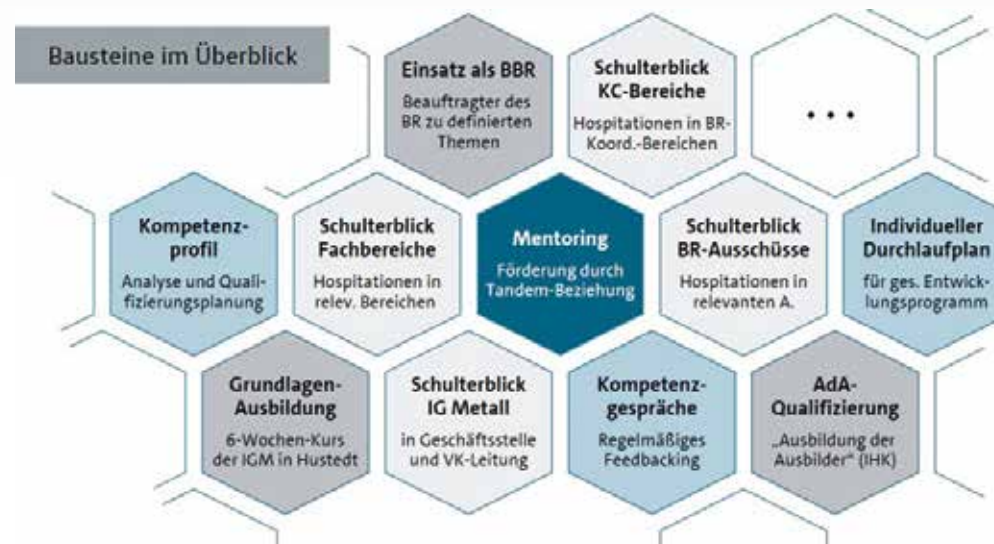 Bausteine im Überblick
Einsatz als BBR
Beauftragter des
BR zu definierten
Themen
Schulterblick
KC-Bereiche
Hospitationen in BR-
Koord.-Bereichen
...
Kompetenz-
profil
Analyse und Quali-
fizierungsplanung
Schulterblick
Fachbereiche
Hospitationen in
relev. Bereichen
Mentoring
Förderung durch
Tandem-Beziehung
Schulterblick
BR-Ausschüsse
Hospitationen in
relevanten A.
Individueller
Durchlaufplan
für ges. Entwick-
lungsprogramm
Grundlagen-
Ausbildung
6-Wochen-Kurs
der IGM in Hustedt
Schulterblick
IG Metall
in Geschäftsstelle
und VK-Leitung
Kompetenz-
gespräche
Regelmäßiges
Feedbacking
AdA-
Qualifizierung
„Ausbildung der
Ausbilder“ (IHK)